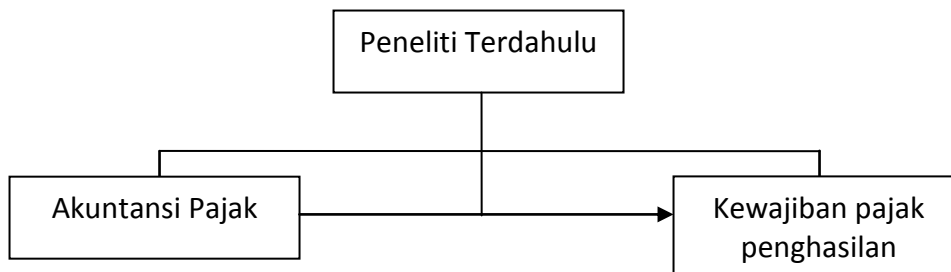 Peneliti Terdahulu
Akuntansi Pajak
Kewajiban pajak
penghasilan